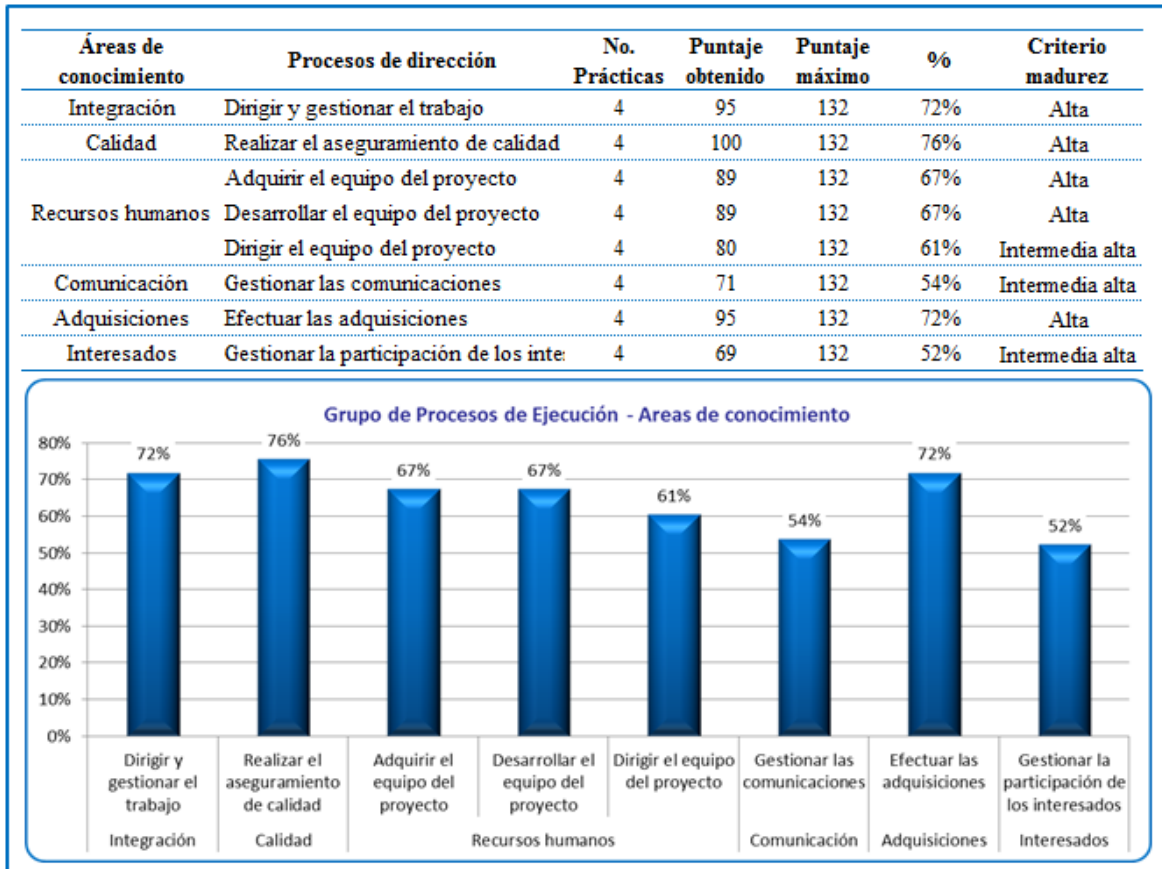 Áreas de conocimiento Procesos de dirección No. Prácticas Puntaje obtenido Puntaje máximo % Criterio madurez
Integración Dirigir y gestionar el trabajo 4 95 132 72% Alta
Calidad Realizar el aseguramiento de calidad 4 100 132 76% Alta
Adquirir el equipo del proyecto 4 89 132 67% Alta
Recursos humanos Desarrollar el equipo del proyecto 4 89 132 67% Alta
Dirigir el equipo del proyecto 4 80 132 61% Intermedia alta
Comunicación Gestionar las comunicaciones 4 71 132 54% Intermedia alta
Adquisiciones Efectuar las adquisiciones 4 95 132 72% Alta
Interesados Gestionar la participación de los inte 4 69 132 52% Intermedia alta
Grupo de Procesos de Ejecución - Areas de conocimiento
80%
70%
60%
50%
40%
30%
20%
10%
0%
72% 76% 67% 67% 61% 54% 72% 52%
Dirigir y gestionar el trabajo
Realizar el aseguramiento de calidad
Adquirir el equipo del proyecto
Desarrollar el equipo del proyecto
Dirigir el equipo del proyecto
Gestionar las comunicaciones
Efectuar las adquisiciones
Gestionar la participación de los interesados
Integración Calidad Recursos humanos Comunicación Adquisiciones Interesados